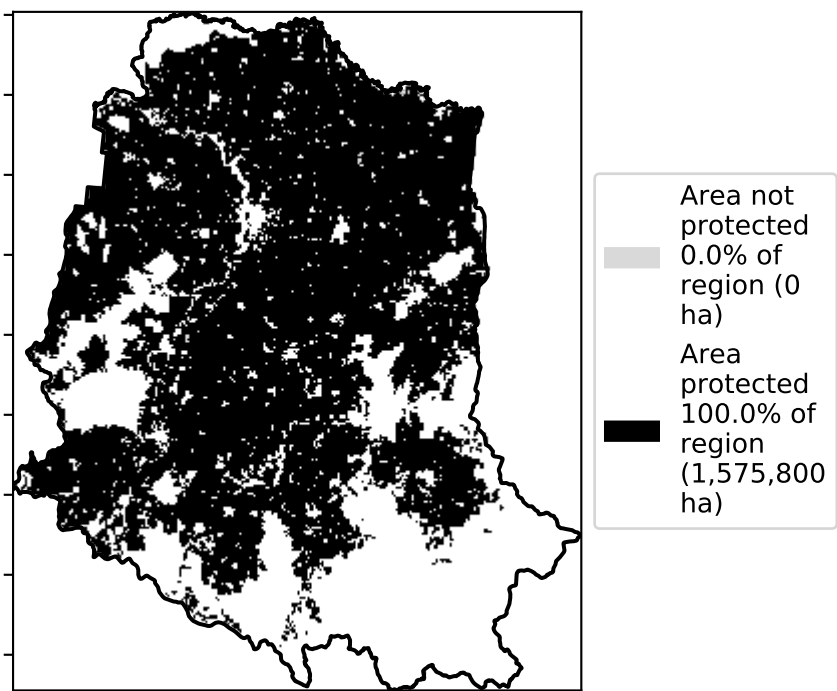 Area not
protected
0.0% of
region (0
ha)
Area
protected
100.0% of
region
(1,575,800
ha)